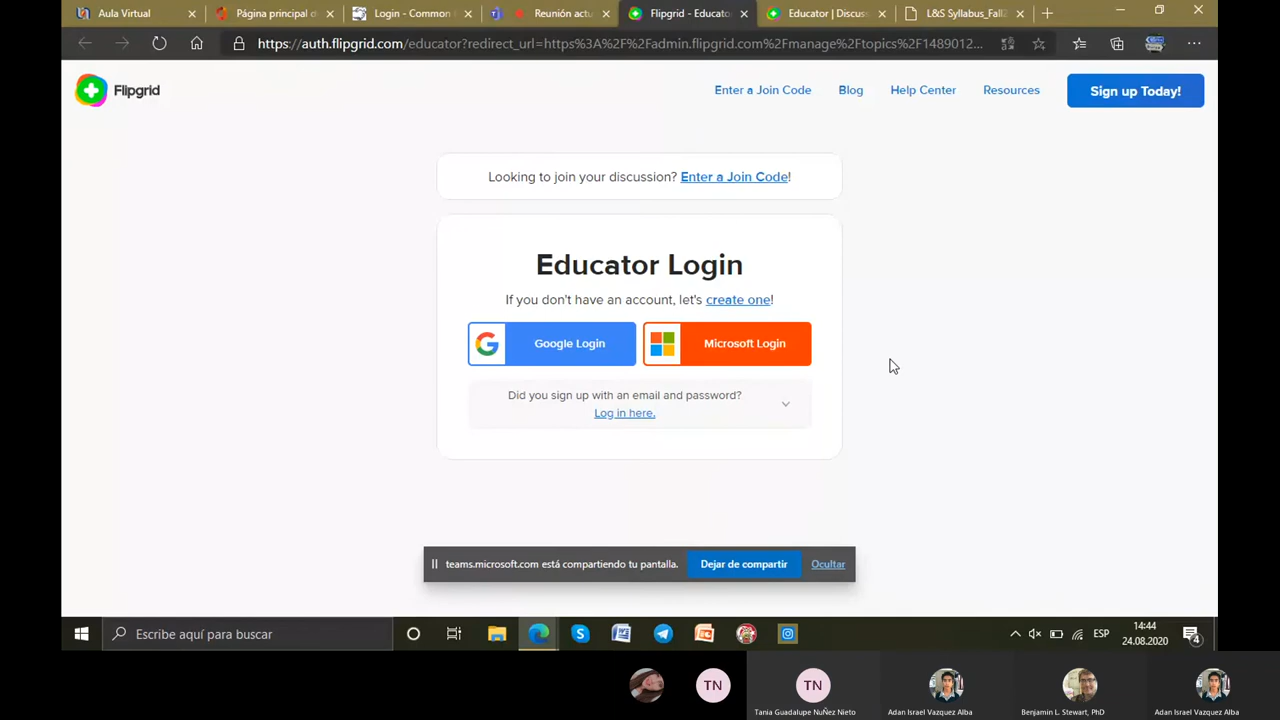 Aula Virtual
Página principal d
Login - Common
Reunión actu
Flipgrid - Educator
Educator | Discuss
L&S Syllabus_Fall2
https://auth.flipgrid.com/educator?redirect_url=https%3A%2F%2Fadmin.flipgrid.com%2Fmanage%2Ftopics%2F1489012...
Flipgrid
Enter a Join Code
Blog
Help Center
Resources
Sign up Today!
Looking to join your discussion? Enter a Join Code!
Educator Login
If you don't have an account, let's create one!
Google Login
Microsoft Login
Did you sign up with an email and password?
Log in here.
teams.microsoft.com está compartiendo tu pantalla.
Dejar de compartir
Ocultar
Escribe aquí para buscar
ESP
14:44
24.08.2020
4
TN
TN
Tania Guadalupe NuÑez Nieto
Adan Israel Vazquez Alba
Benjamin L. Stewart, PhD
Adan Israel Vazquez Alba